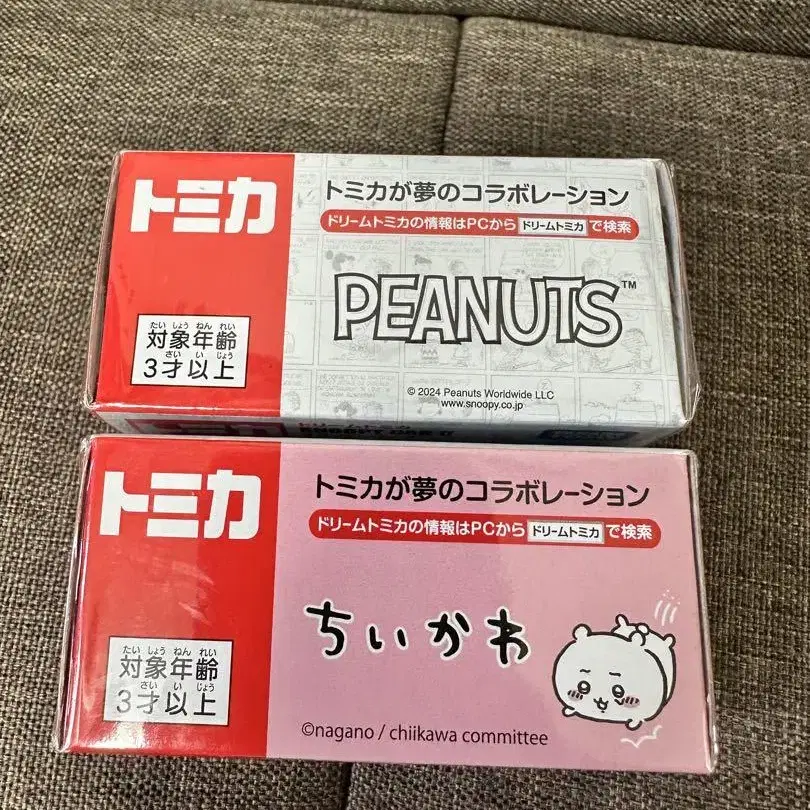 トミカ
トミカが夢のコラボレーション
ドリームトミカの情報はPCから ドリームトミカ で検索
PEANUTS™
たいしょうねんれい
対象年齢
さいいじょう
3才以上
© 2024 Peanuts Worldwide LLC
www.snoopy.co.jp
トミカ
トミカが夢のコラボレーション
ドリームトミカの情報はPCから ドリームトミカ で検索
ちいかわ
たいしょうねんれい
対象年齢
さいいじょう
3才以上
©nagano / chiikawa committee